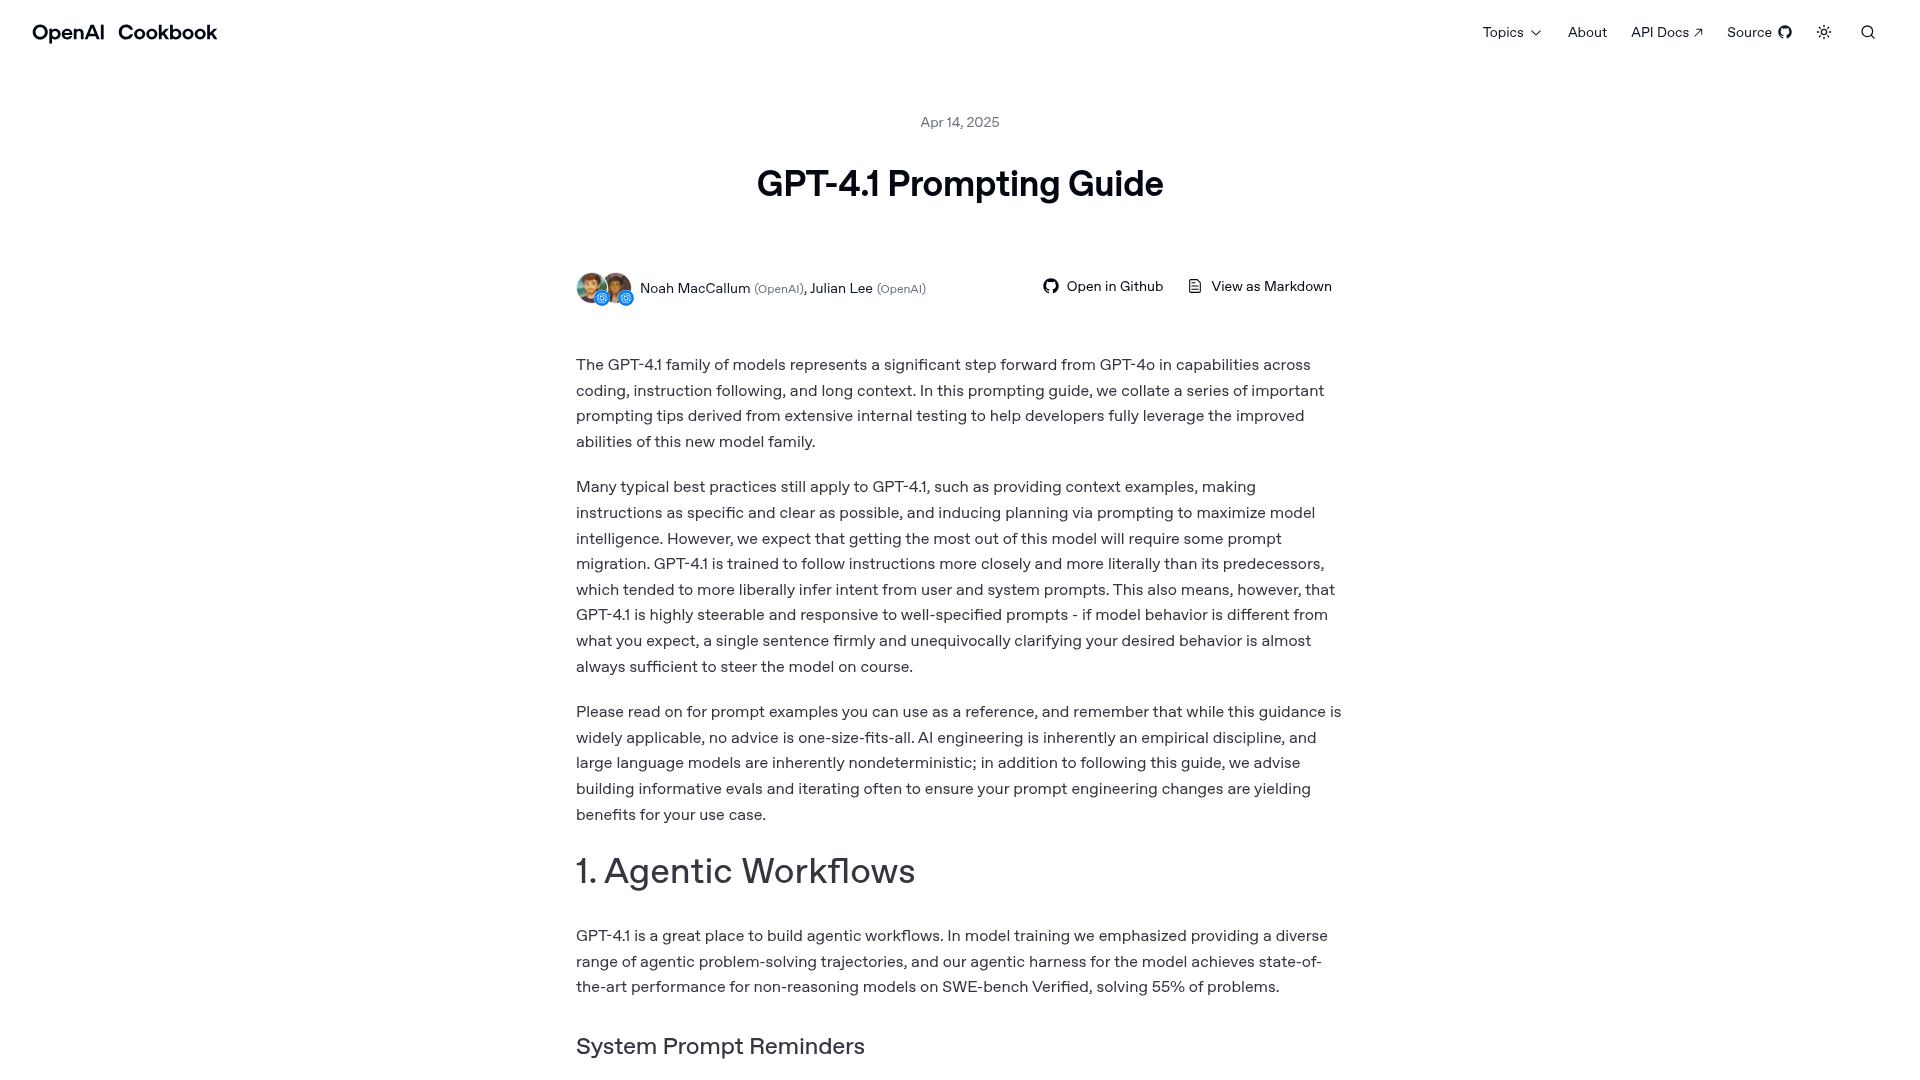 OpenAI Cookbook
Topics
About
API Docs ↗
Source
Apr 14, 2025
GPT-4.1 Prompting Guide
Noah MacCallum (OpenAI), Julian Lee (OpenAI)
Open in Github
View as Markdown
The GPT-4.1 family of models represents a significant step forward from GPT-4o in capabilities across
coding, instruction following, and long context. In this prompting guide, we collate a series of important
prompting tips derived from extensive internal testing to help developers fully leverage the improved
abilities of this new model family.
Many typical best practices still apply to GPT-4.1, such as providing context examples, making
instructions as specific and clear as possible, and inducing planning via prompting to maximize model
intelligence. However, we expect that getting the most out of this model will require some prompt
migration. GPT-4.1 is trained to follow instructions more closely and more literally than its predecessors,
which tended to more liberally infer intent from user and system prompts. This also means, however, that
GPT-4.1 is highly steerable and responsive to well-specified prompts - if model behavior is different from
what you expect, a single sentence firmly and unequivocally clarifying your desired behavior is almost
always sufficient to steer the model on course.
Please read on for prompt examples you can use as a reference, and remember that while this guidance is
widely applicable, no advice is one-size-fits-all. AI engineering is inherently an empirical discipline, and
large language models are inherently nondeterministic; in addition to following this guide, we advise
building informative evals and iterating often to ensure your prompt engineering changes are yielding
benefits for your use case.
1. Agentic Workflows
GPT-4.1 is a great place to build agentic workflows. In model training we emphasized providing a diverse
range of agentic problem-solving trajectories, and our agentic harness for the model achieves state-of-
the-art performance for non-reasoning models on SWE-bench Verified, solving 55% of problems.
System Prompt Reminders